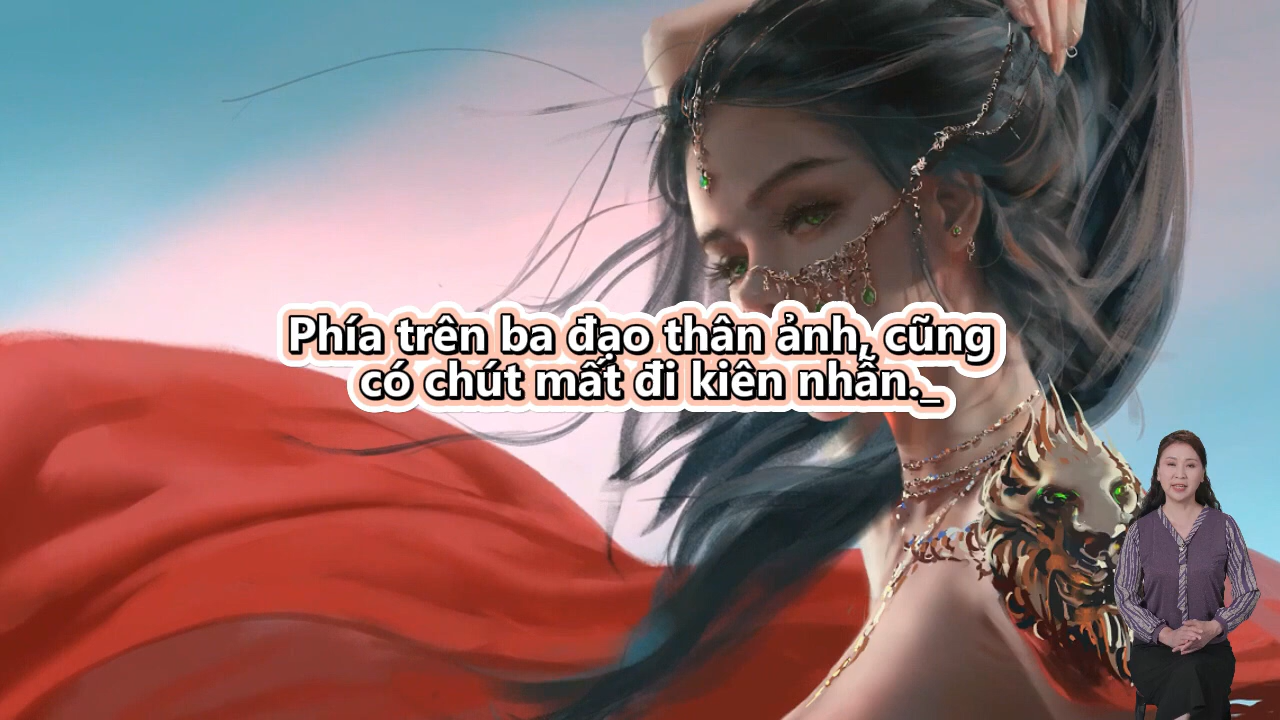 Phía trên ba đạo thân ảnh, cũng
có chút mất đi kiên nhẫn._